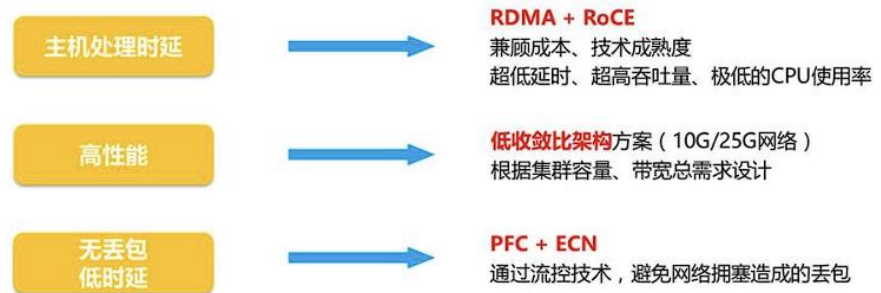 主机处理时延
RDMA + RoCE
兼顾成本、技术成熟度
超低延时、超高吞吐量、极低的CPU使用率
高性能
低收敛比架构方案（10G/25G网络）
根据集群容量、带宽总需求设计
无丢包
低时延
PFC + ECN
通过流控技术，避免网络拥塞造成的丢包